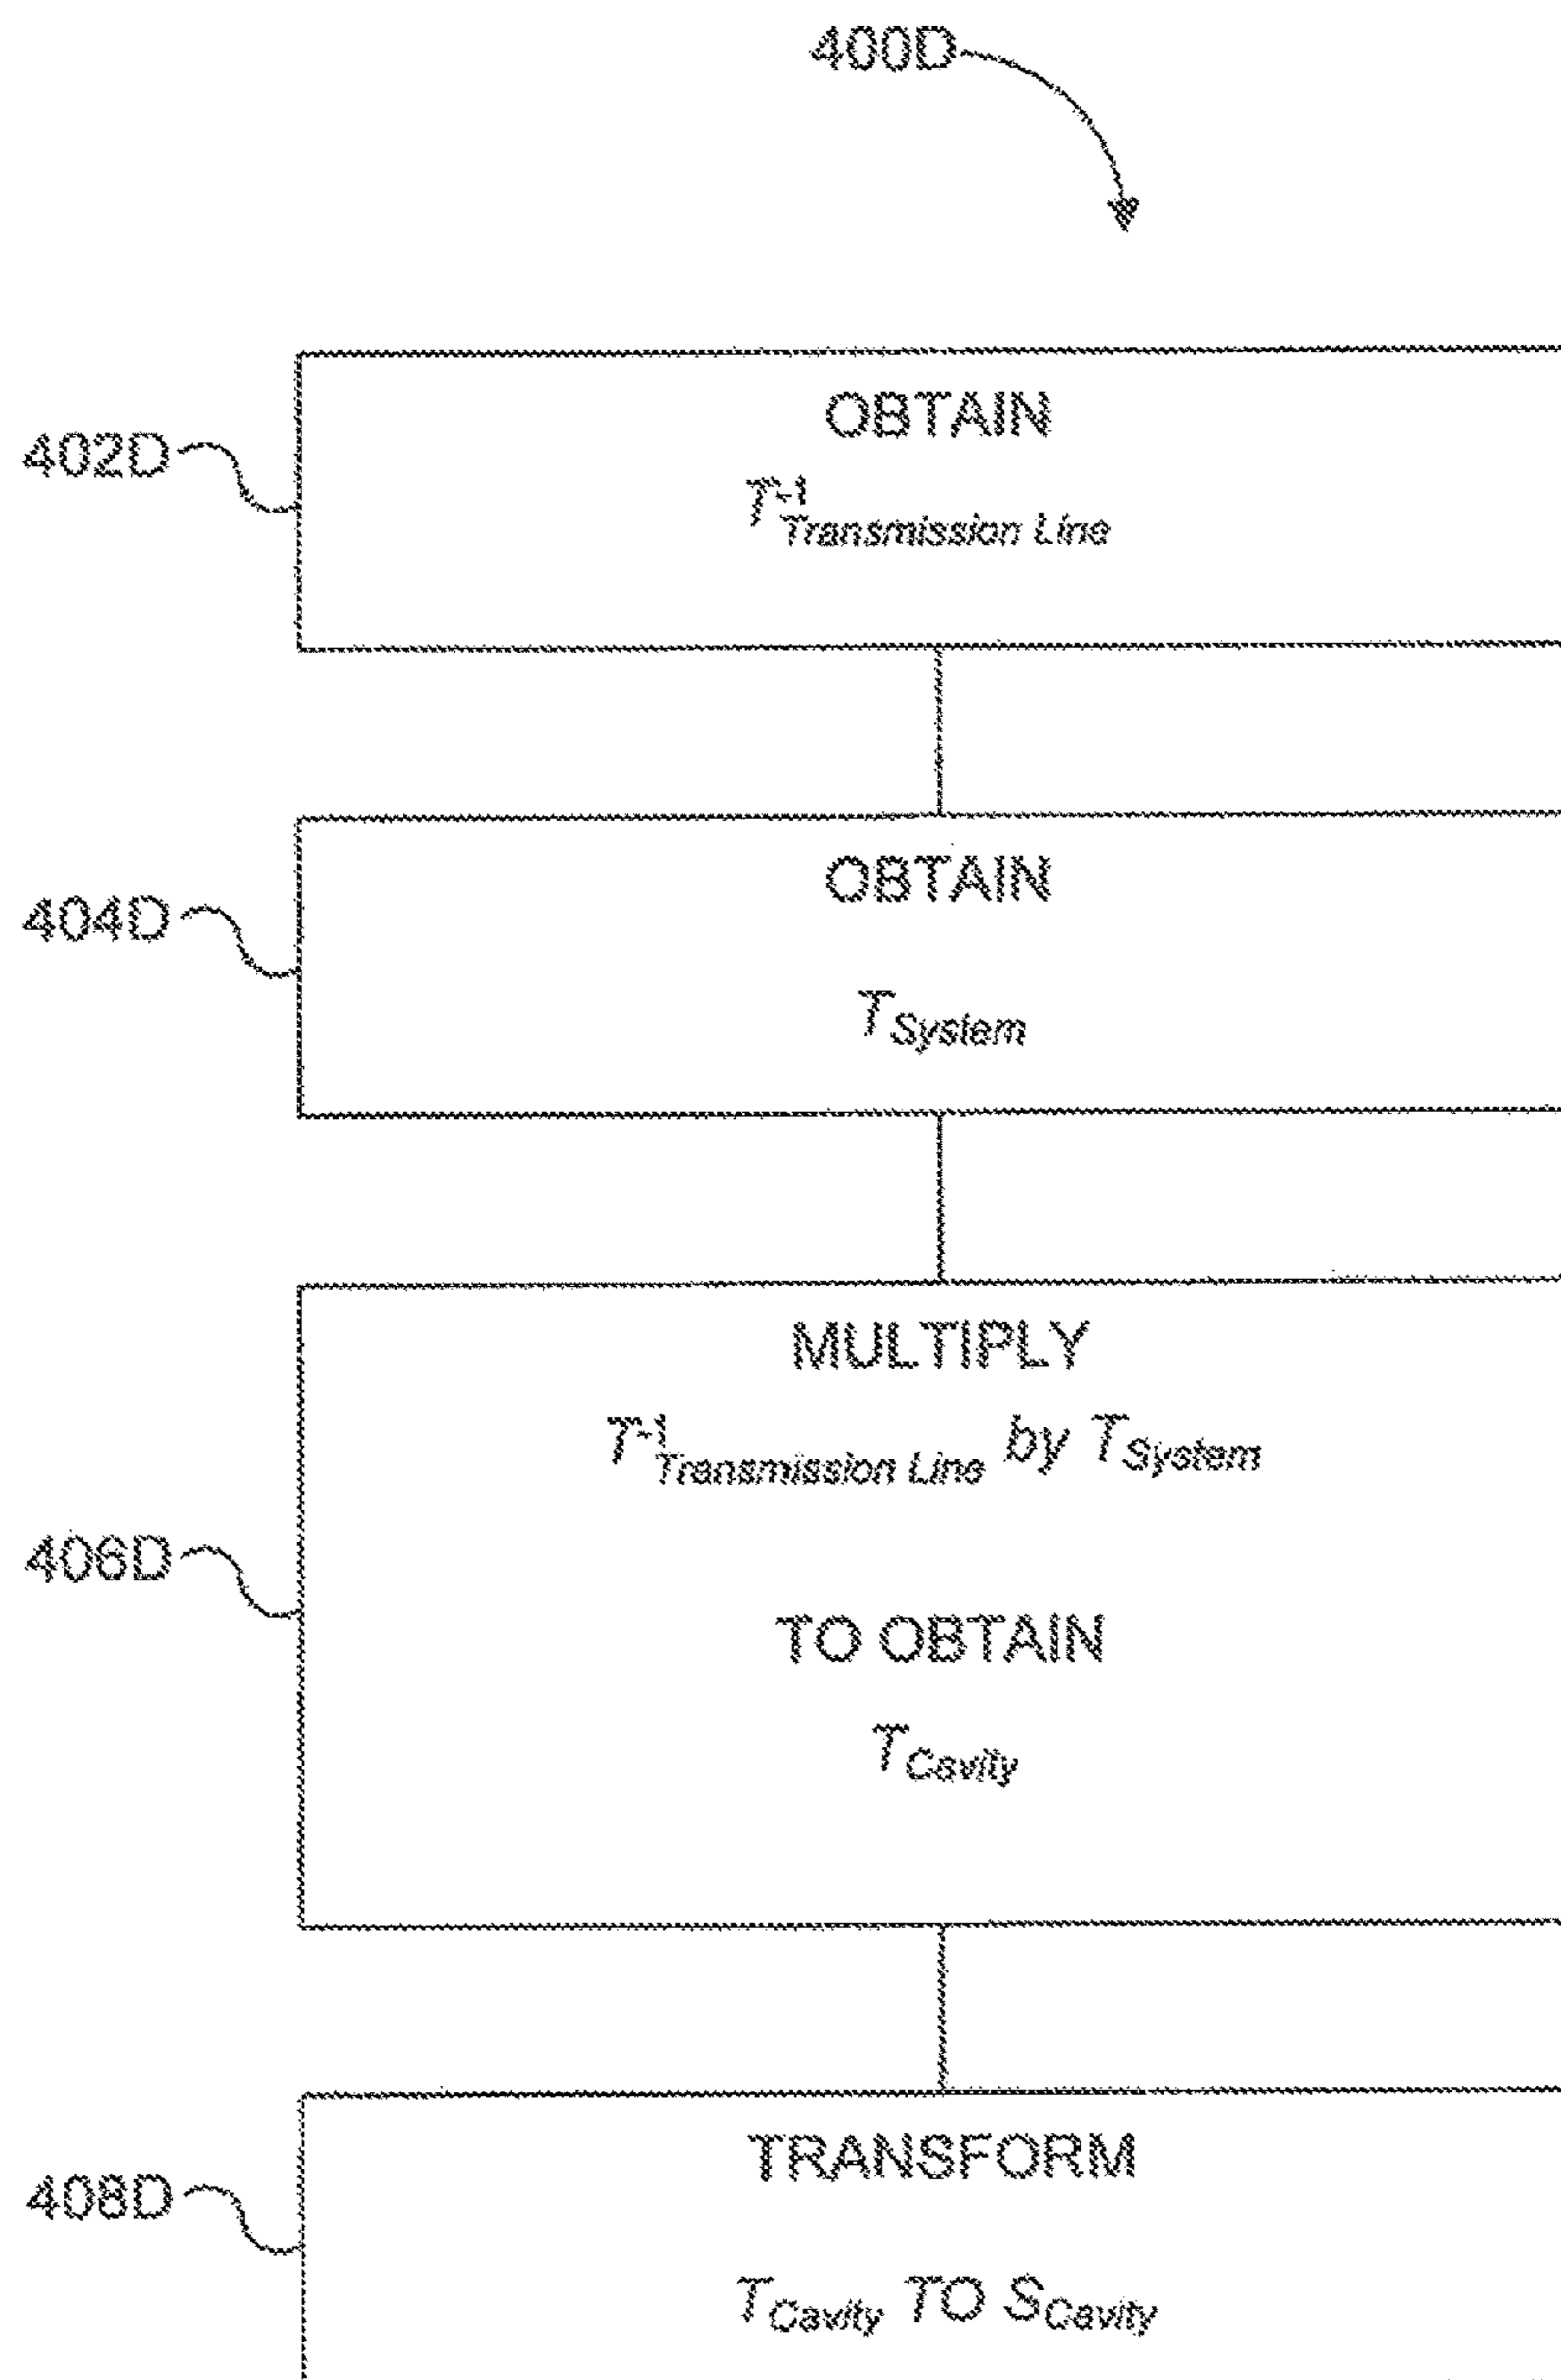 400D
402D
OBTAIN
T⁻¹Transmission Line
404D
OBTAIN
TSystem
406D
MULTIPLY
T⁻¹Transmission Line by TSystem
TO OBTAIN
TCavity
408D
TRANSFORM
TCavity TO SCavity